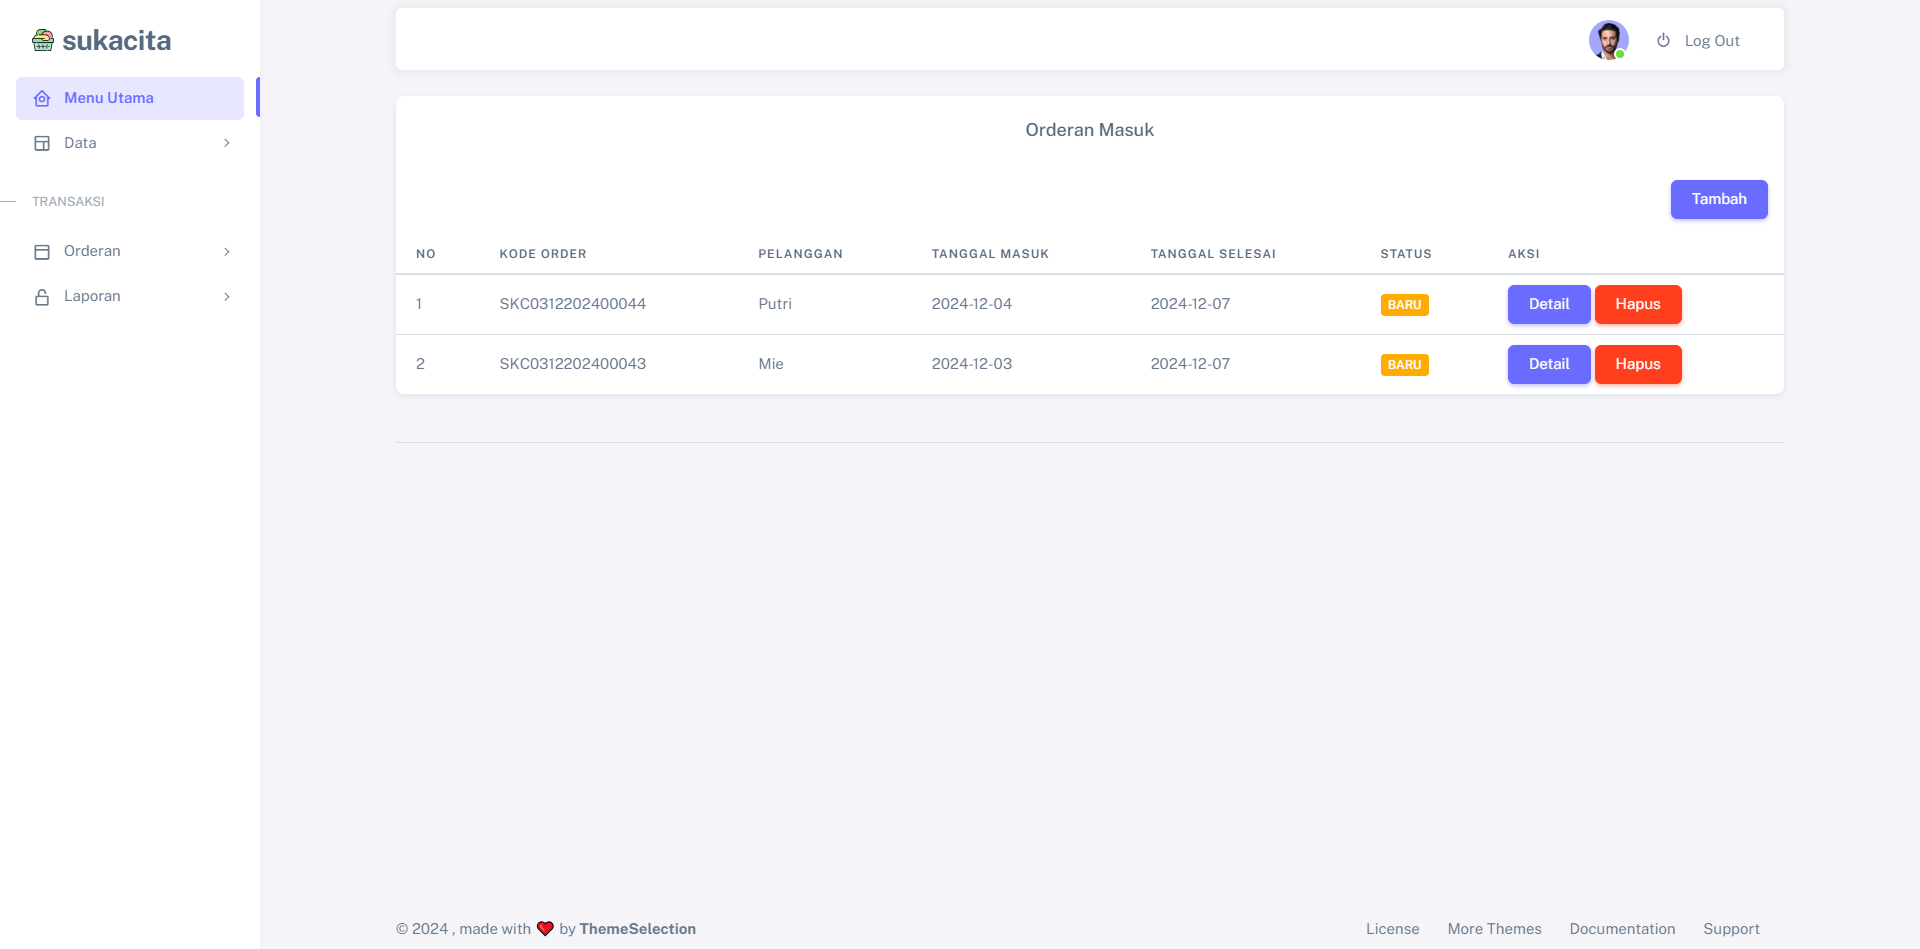 sukacita
Menu Utama
Data
TRANSAKSI
Orderan
Laporan
Log Out
Orderan Masuk
Tambah
NO KODE ORDER PELANGGAN TANGGAL MASUK TANGGAL SELESAI STATUS AKSI
1 SKC0312202400044 Putri 2024-12-04 2024-12-07 BARU Detail Hapus
2 SKC0312202400043 Mie 2024-12-03 2024-12-07 BARU Detail Hapus
© 2024 , made with ❤️ by ThemeSelection
License More Themes Documentation Support